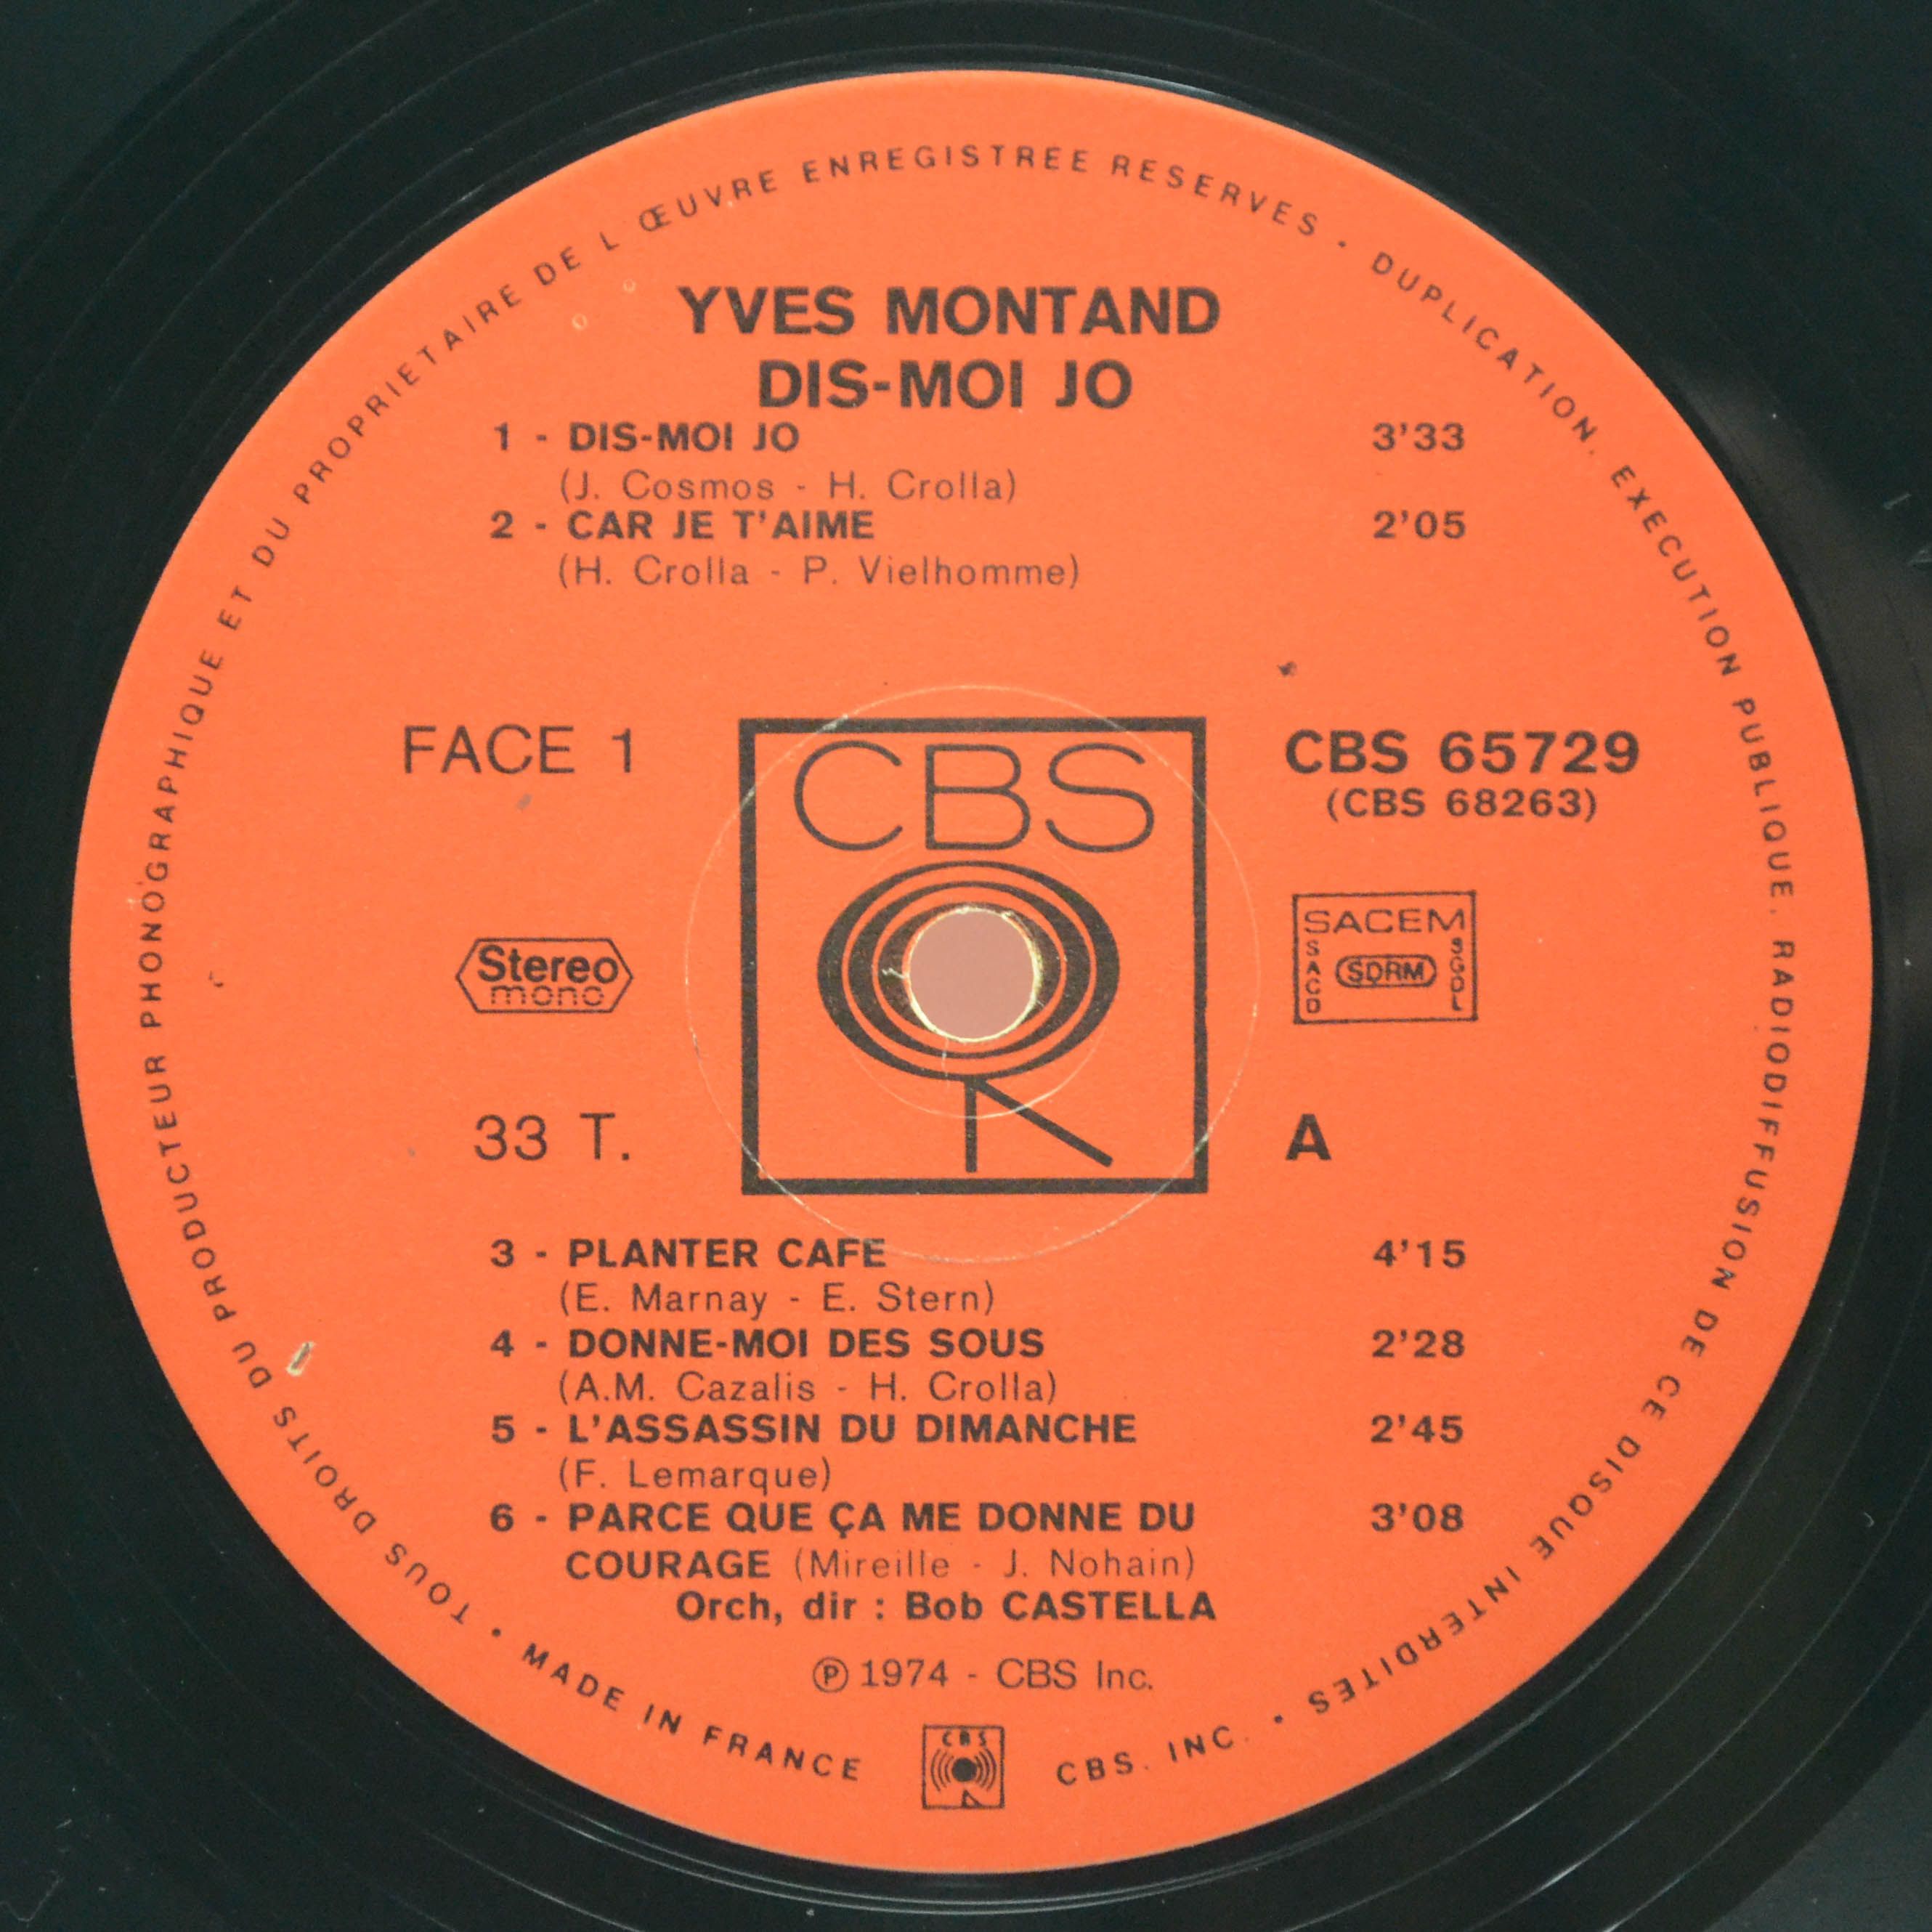 YVES MONTAND
DIS-MOI JO
1 - DIS-MOI JO 3'33
(J. Cosmos - H. Crolla)
2 - CAR JE T'AIME 2'05
(H. Crolla - P. Vielhomme)
FACE 1
CBS
CBS 65729
(CBS 68263)
Stereo
mono
SACEM
SACD
SDRM
SGDL
33 T.
A
3 - PLANTER CAFE 4'15
(E. Marnay - E. Stern)
4 - DONNE-MOI DES SOUS 2'28
(A.M. Cazalis - H. Crolla)
5 - L'ASSASSIN DU DIMANCHE 2'45
(F. Lemarque)
6 - PARCE QUE ÇA ME DONNE DU 3'08
COURAGE (Mireille - J. Nohain)
Orch, dir : Bob CASTELLA
℗ 1974 - CBS Inc.
CBS
MADE IN FRANCE • TOUS DROITS DU PRODUCTEUR PHONOGRAPHIQUE ET DU PROPRIETAIRE DE L ŒUVRE ENREGISTREE RESERVES • DUPLICATION. EXECUTION PUBLIQUE. RADIODIFFUSION DE CE DISQUE INTERDITES • CBS. INC.